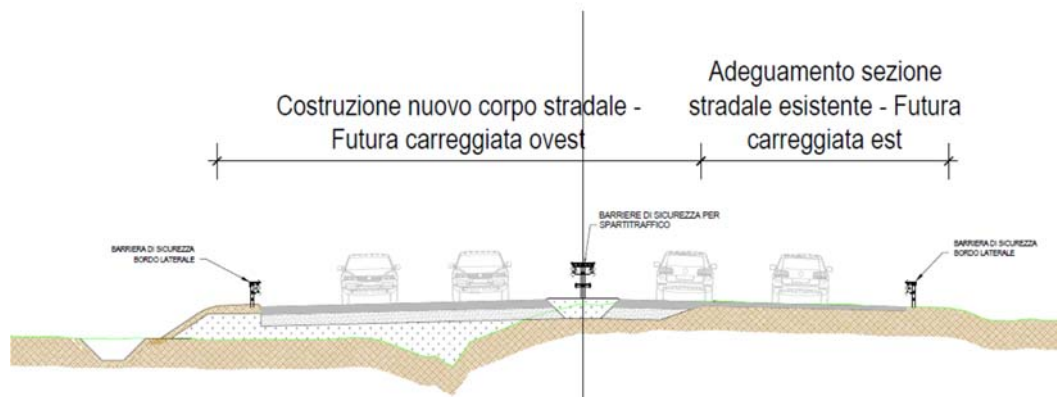 Costruzione nuovo corpo stradale -
Futura carreggiata ovest
Adeguamento sezione
stradale esistente - Futura
carreggiata est
BARRIERA DI SICUREZZA
BORDO LATERALE
BARRIERE DI SICUREZZA PER
SPARTITRAFFICO
BARRIERA DI SICUREZZA
BORDO LATERALE